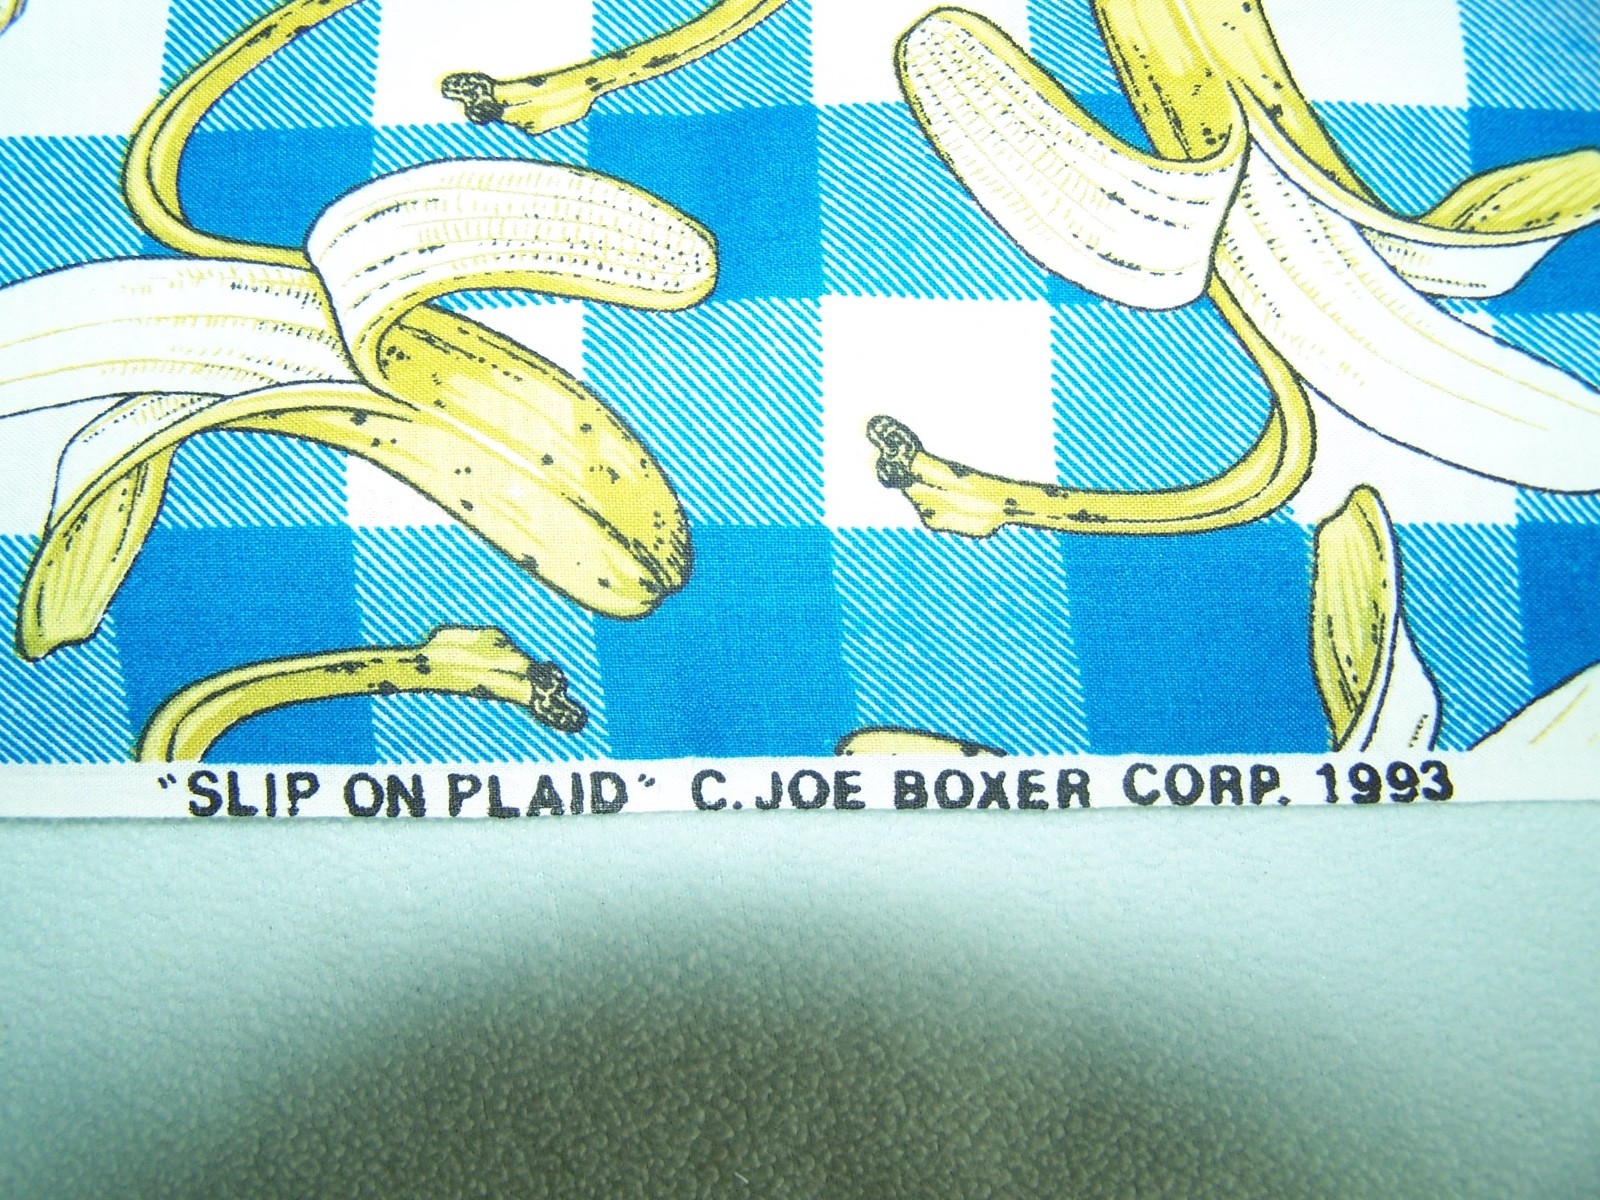 "SLIP ON PLAID" C. JOE BOXER CORP. 1993